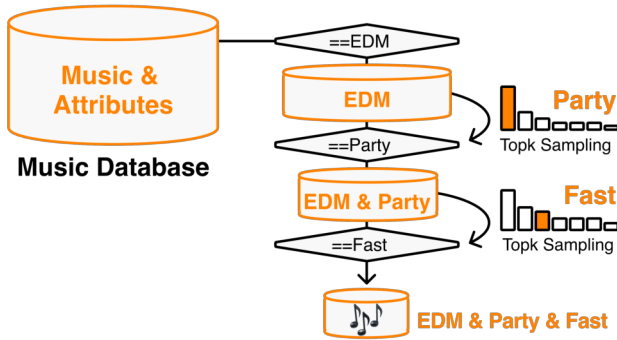 Music &
Attributes
Music Database
==EDM
EDM
Party
Topk Sampling
==Party
EDM & Party
Fast
Topk Sampling
==Fast
EDM & Party & Fast